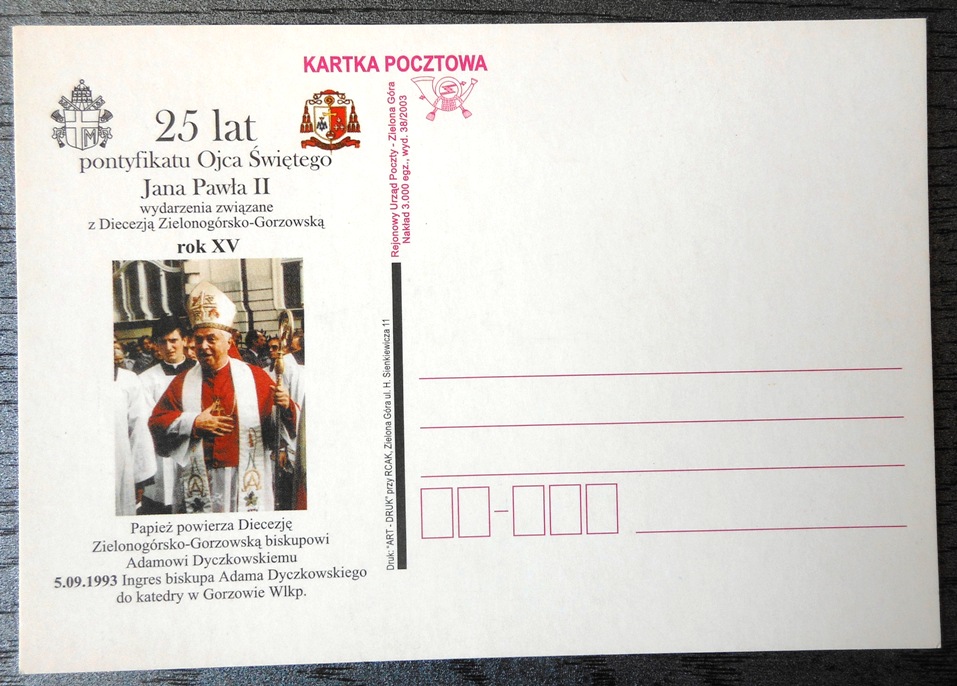 KARTKA POCZTOWA
25 lat
pontyfikatu Ojca Świętego
Jana Pawła II
wydarzenia związane
z Diecezją Zielonogórsko-Gorzowską
rok XV
Papież powierza Diecezję
Zielonogórsko-Gorzowską biskupowi
Adamowi Dyczkowskiemu
5.09.1993 Ingres biskupa Adama Dyczkowskiego
do katedry w Gorzowie Wlkp.
Rejonowy Urząd Poczty - Zielona Góra
Nakład 3.000 egz., wyd. 38/2003
Druk: "ART - DRUK" przy RCAK, Zielona Góra ul. H. Sienkiewicza 11